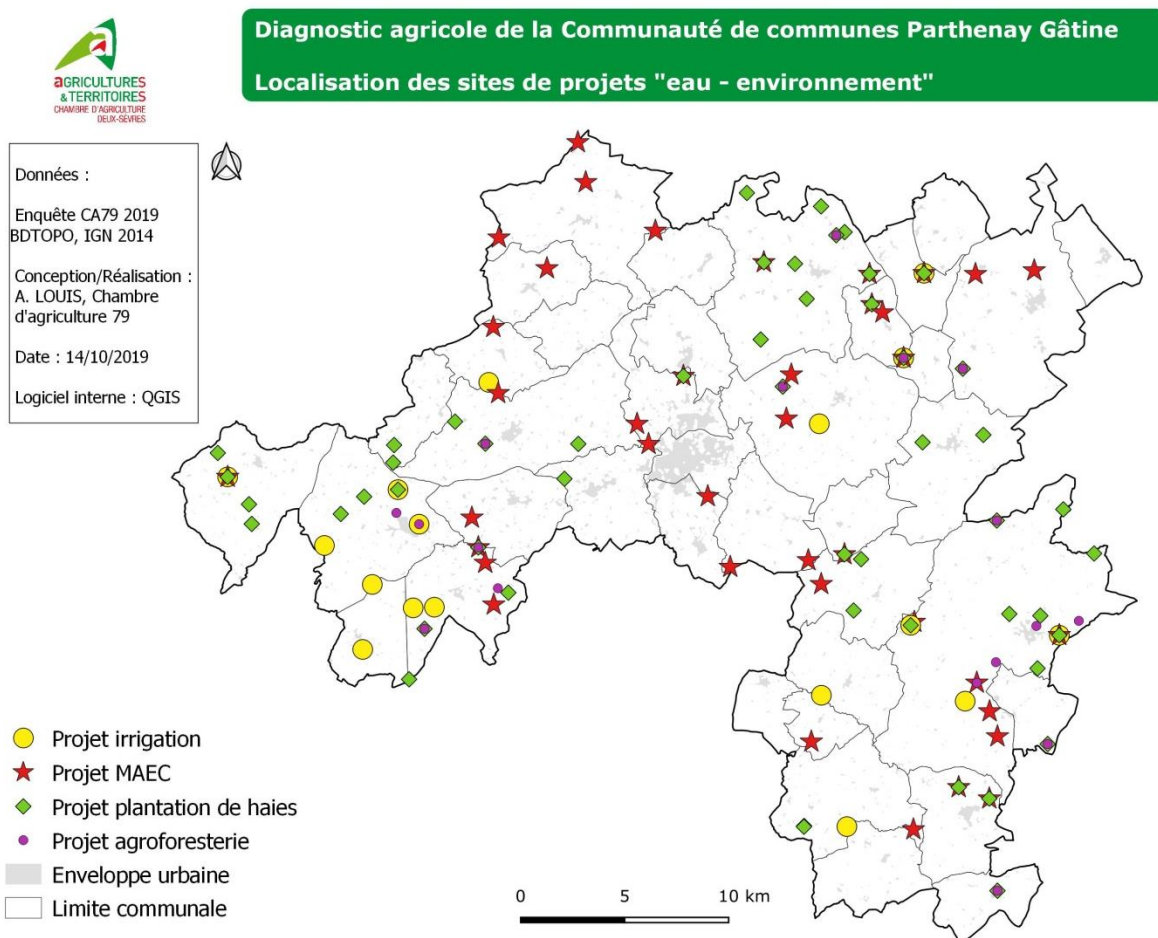 Diagnostic agricole de la Communauté de communes Parthenay Gâtine
Localisation des sites de projets "eau - environnement"
aGRICULTURES
& TERRITOIRES
CHAMBRE D'AGRICULTURE
DEUX-SÈVRES
Données :
Enquête CA79 2019
BDTOPO, IGN 2014
Conception/Réalisation :
A. LOUIS, Chambre
d'agriculture 79
Date : 14/10/2019
Logiciel interne : QGIS
Projet irrigation
Projet MAEC
Projet plantation de haies
Projet agroforesterie
Enveloppe urbaine
Limite communale
0 5 10 km